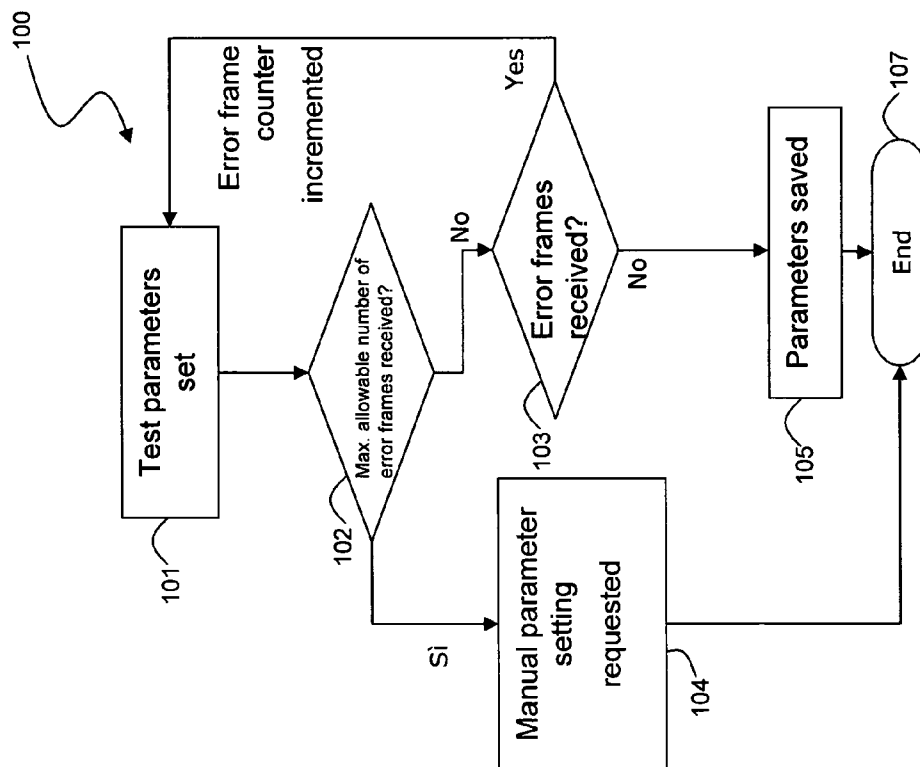 100
Test parameters
set
101
Error frame
counter
incremented
Max. allowable number of
error frames received?
102
No
Sì
Yes
Error frames
received?
103
No
Manual parameter
setting
requested
104
Parameters saved
105
End
107